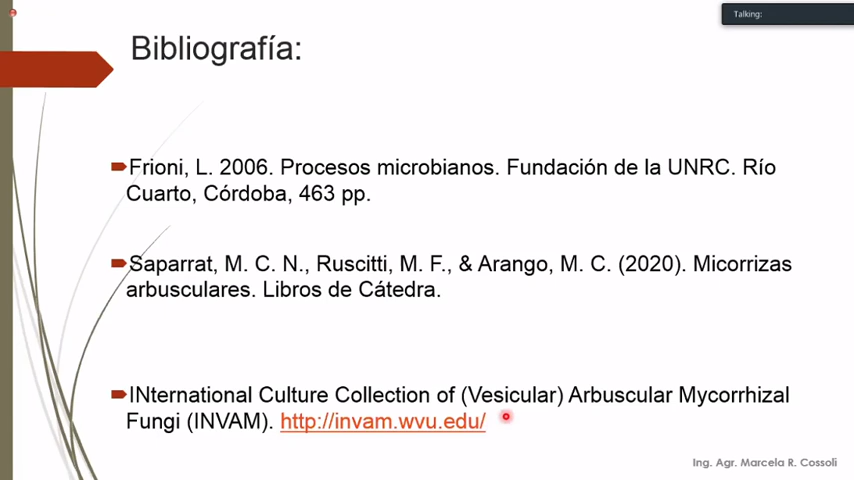 Talking:
Bibliografía:
Frioni, L. 2006. Procesos microbianos. Fundación de la UNRC. Río
Cuarto, Córdoba, 463 pp.
Saparrat, M. C. N., Ruscitti, M. F., & Arango, M. C. (2020). Micorrizas
arbusculares. Libros de Cátedra.
INternational Culture Collection of (Vesicular) Arbuscular Mycorrhizal
Fungi (INVAM). http://invam.wvu.edu/
Ing. Agr. Marcela R. Cossoli